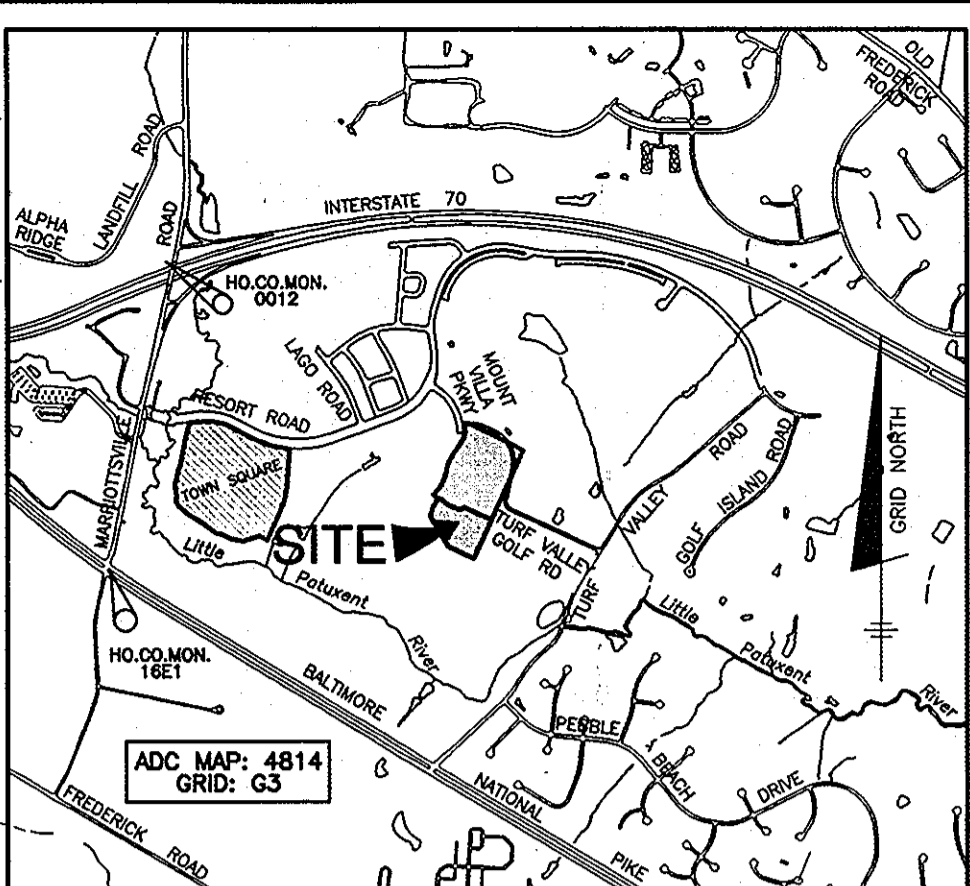 OLD
FREDERICK
ROAD
ALPHA
RIDGE
LANDFILL
ROAD
ROAD
MARRIOTTSVILLE
INTERSTATE 70
HO.CO.MON.
0012
LAGO ROAD
MOUNT
VILLA
PKWY
RESORT ROAD
TOWN SQUARE
SITE
TURF VALLEY
GOLF RD
TURF
VALLEY
ROAD
GOLF ISLAND ROAD
GRID NORTH
Little
Patuxent
River
Little
Patuxent
River
HO.CO.MON.
16E1
BALTIMORE
NATIONAL
PIKE
PEBBLE
BEACH
DRIVE
ADC MAP: 4814
GRID: G3
FREDERICK
ROAD